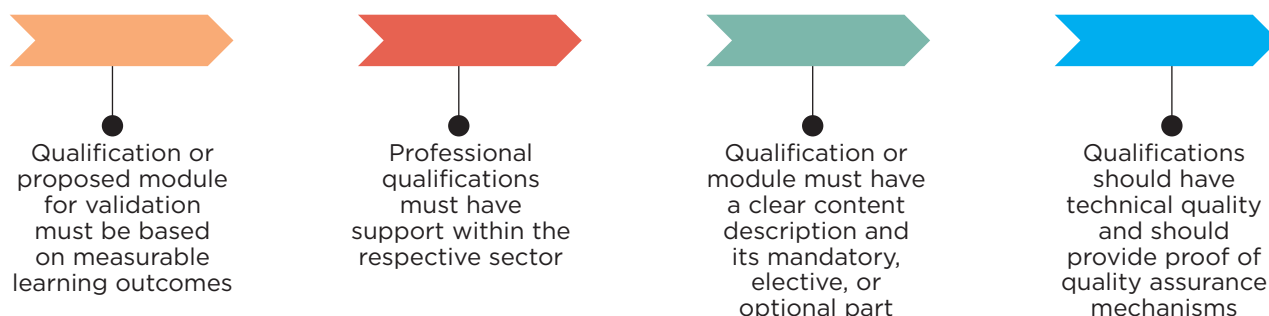 Qualification or
proposed module
for validation
must be based
on measurable
learning outcomes
Professional
qualifications
must have
support within the
respective sector
Qualification or
module must have
a clear content
description and
its mandatory,
elective, or
optional part
Qualifications
should have
technical quality
and should
provide proof of
quality assurance
mechanisms